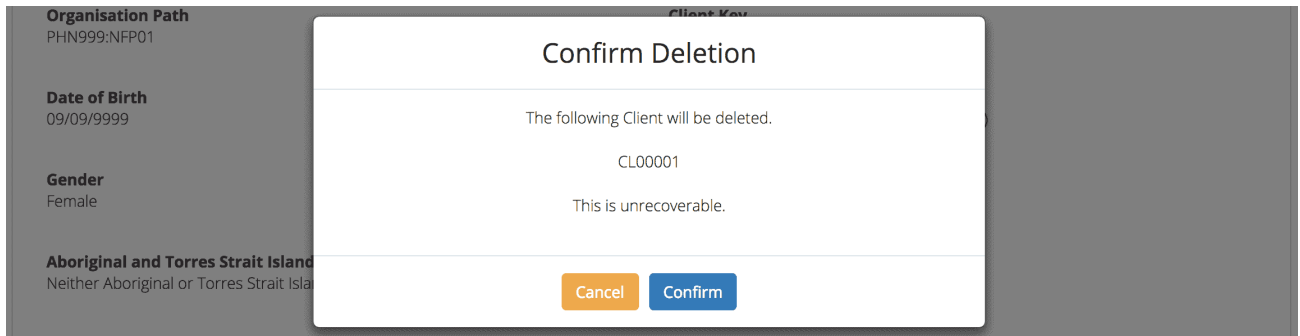 Organisation Path
Client Key
PHN999:NFP01
Confirm Deletion
Date of Birth
09/09/9999
The following Client will be deleted.
)
CL00001
Gender
Female
This is unrecoverable.
Aboriginal and Torres Strait Island
Neither Aboriginal or Torres Strait Isla
Cancel
Confirm